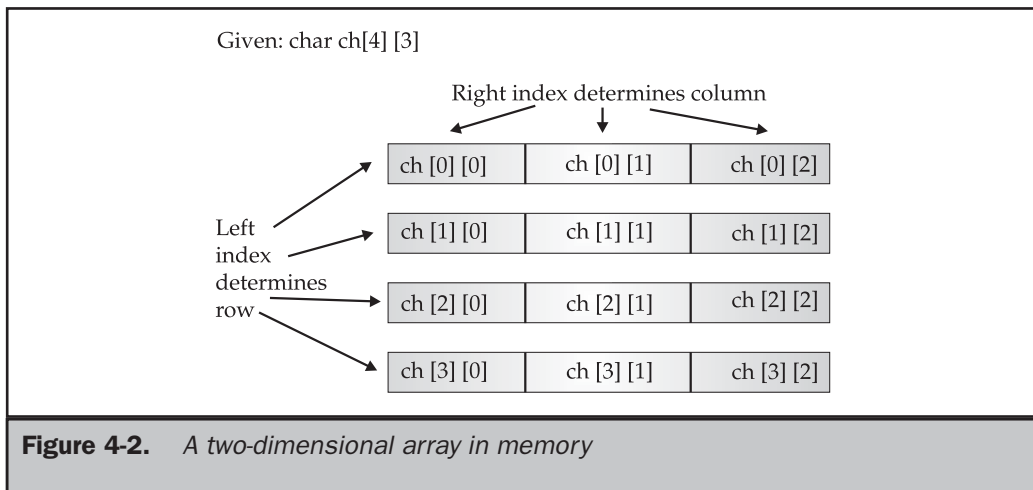 Given: char ch[4] [3]
Right index determines column
ch [0] [0] ch [0] [1] ch [0] [2]
Left
index
determines
row
ch [1] [0] ch [1] [1] ch [1] [2]
ch [2] [0] ch [2] [1] ch [2] [2]
ch [3] [0] ch [3] [1] ch [3] [2]
Figure 4-2. A two-dimensional array in memory